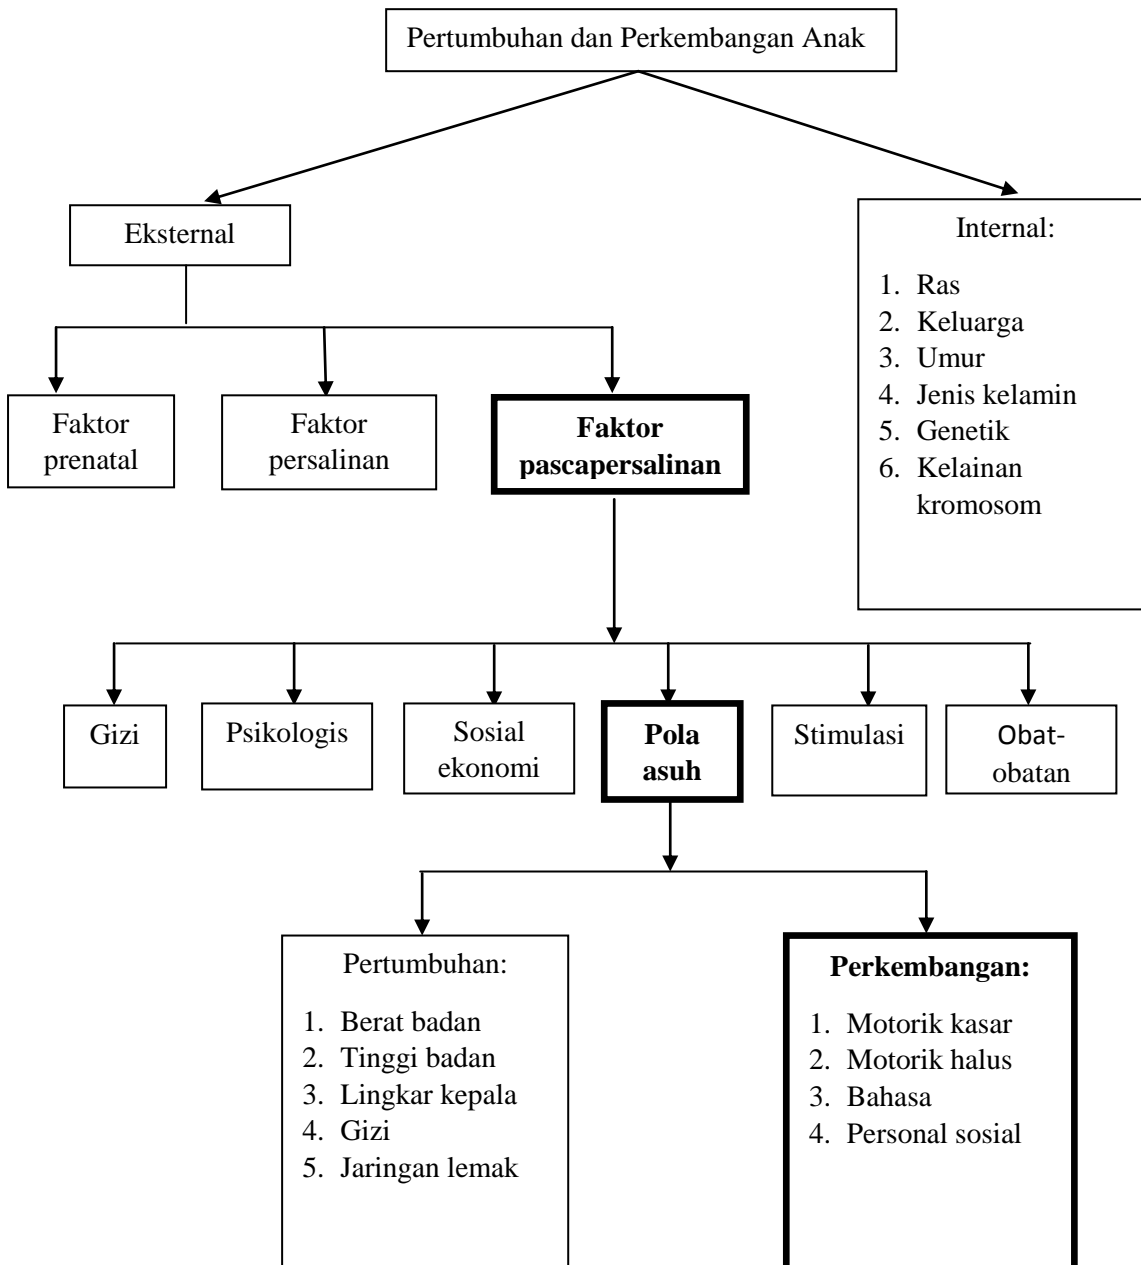 Pertumbuhan dan Perkembangan Anak
Eksternal
Internal:
1. Ras
2. Keluarga
3. Umur
4. Jenis kelamin
5. Genetik
6. Kelainan
kromosom
Faktor
prenatal
Faktor
persalinan
Faktor
pascapersalinan
Gizi
Psikologis
Sosial
ekonomi
Pola
asuh
Stimulasi
Obat-
obatan
Pertumbuhan:
1. Berat badan
2. Tinggi badan
3. Lingkar kepala
4. Gizi
5. Jaringan lemak
Perkembangan:
1. Motorik kasar
2. Motorik halus
3. Bahasa
4. Personal sosial